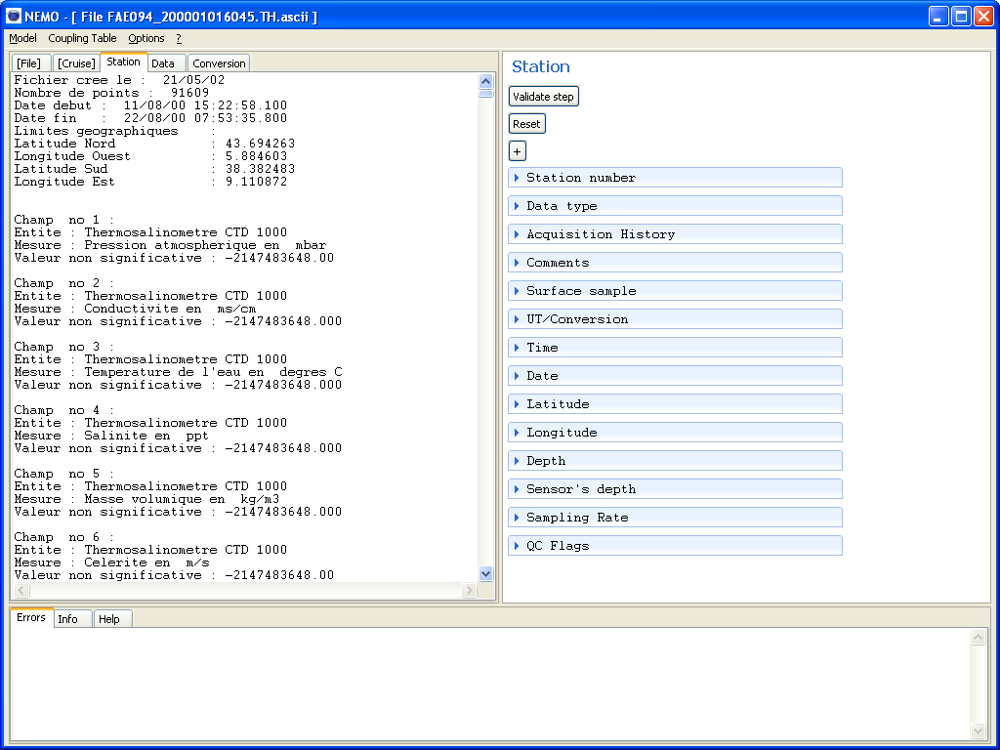 NEMO - [ File FAE094_200001016045.TH.ascii ]
Model Coupling Table Options ?
[File] [Cruise] Station Data Conversion
Fichier cree le :  21/05/02
Nombre de points :  91609
Date debut :  11/08/00 15:22:58.100
Date fin   :  22/08/00 07:53:35.800
Limites geographiques    :
Latitude Nord            : 43.694263
Longitude Ouest          : 5.884603
Latitude Sud             : 38.382483
Longitude Est            : 9.110872
Champ  no 1 :
Entite : Thermosalinometre CTD 1000
Mesure : Pression atmospherique en  mbar
Valeur non significative : -2147483648.00
Champ  no 2 :
Entite : Thermosalinometre CTD 1000
Mesure : Conductivite en  ms/cm
Valeur non significative : -2147483648.000
Champ  no 3 :
Entite : Thermosalinometre CTD 1000
Mesure : Temperature de l'eau en  degres C
Valeur non significative : -2147483648.000
Champ  no 4 :
Entite : Thermosalinometre CTD 1000
Mesure : Salinite en  ppt
Valeur non significative : -2147483648.000
Champ  no 5 :
Entite : Thermosalinometre CTD 1000
Mesure : Masse volumique en  kg/m3
Valeur non significative : -2147483648.000
Champ  no 6 :
Entite : Thermosalinometre CTD 1000
Mesure : Celerite en  m/s
Valeur non significative : -2147483648.00
Station
Validate step
Reset
+
Station number
Data type
Acquisition History
Comments
Surface sample
UT/Conversion
Time
Date
Latitude
Longitude
Depth
Sensor's depth
Sampling Rate
QC Flags
Errors Info Help